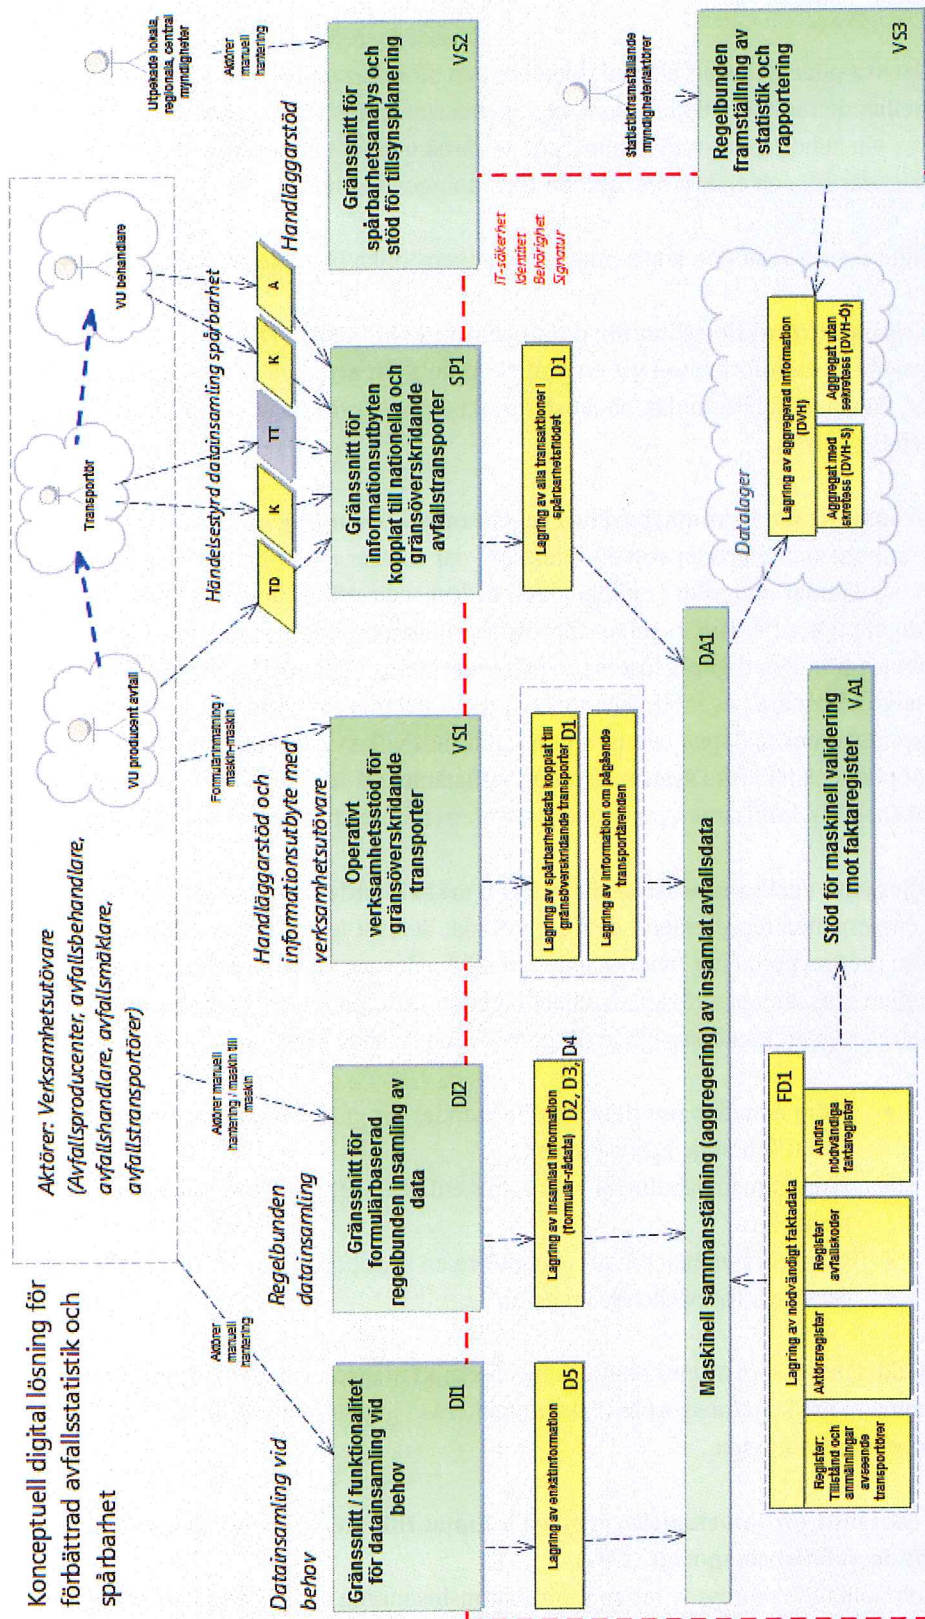 Konceptuell digital lösning för
förbättrad avfallsstatistik och
spårbarhet
Aktörer: Verksamhetsutövare
(Avfallsproducenter, avfallsbehandlare,
avfallshandlare, avfallsmäklare,
avfallstransportörer)
VU producent avfall
Transportör
VU behandlare
Utpekade lokala,
regionala, central
myndigheter
Aktörer
manuell
hantering
Aktörer manuell
hantering / maskin till
maskin
Formulärinmatning /
maskin-maskin
Aktörer
manuell
hantering
Datainsamling vid
behov
Regelbunden
datainsamling
Handläggarstöd och
informationsutbyte med
verksamhetsutövare
Händelsestyrd datainsamling spårbarhet
Handläggarstöd
TD
K
TT
K
A
Gränssnitt / funktionalitet
för datainsamling vid
behov
DI1
Gränssnitt för
formulärbaserad
regelbunden insamling av
data
DI2
Operativt
verksamhetsstöd för
gränsöverskridande
transporter
VS1
Gränssnitt för
informationsutbyten
kopplat till nationella och
gränsöverskridande
avfallstransporter
SP1
Gränssnitt för
spårbarhetsanalys och
stöd för tillsynsplanering
VS2
IT-säkerhet
Identitet
Behörighet
Signatur
Lagring av enkätinformation
D5
Lagring av insamlad information
(formulär-rådata) D2, D3, D4
Lagring av spårbarhetsdata kopplat till
gränsöverskridande transporter D1
Lagring av information om pågående
transportärenden
Lagring av alla transaktioner i
spårbarhetsflödet
D1
Statistikframställande
myndigheter/aktörer
Maskinell sammanställning (aggregering) av insamlat avfallsdata
DA1
Datalager
Lagring av aggregerad information
(DVH)
Aggregat med
skretess (DVH-S)
Aggregat utan
sekretess (DVH-O)
Regelbunden
framställning av
statistik och
rapportering
VS3
Lagring av nödvändigt faktadata
FD1
Register:
Tillstånd och
anmälningar
avseende
transportörer
Aktörsregister
Register
avfallskoder
Andra
nödvändiga
faktaregister
Stöd för maskinell validering
mot faktaregister
VA1